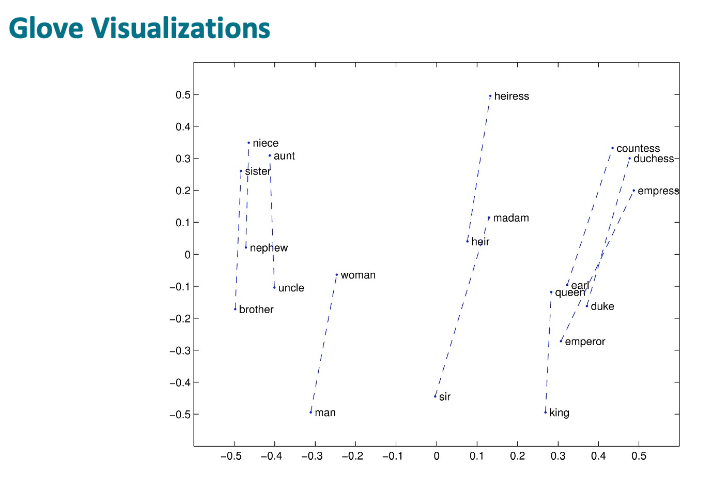 Glove Visualizations
0.5
0.4
0.3
0.2
0.1
0
−0.1
−0.2
−0.3
−0.4
−0.5
heiress
niece
aunt
sister
countess
duchess
empress
madam
nephew
heir
woman
uncle
brother
earl
queen
duke
emperor
sir
man
king
−0.5 −0.4 −0.3 −0.2 −0.1 0 0.1 0.2 0.3 0.4 0.5